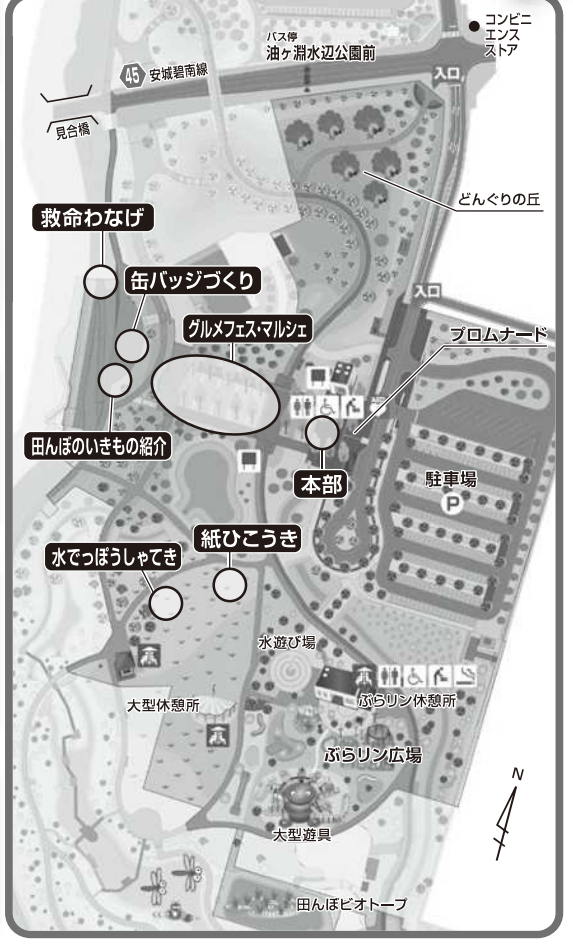 コンビニ
エンス
ストア
バス停
油ヶ淵水辺公園前
45 安城碧南線
入口
見合橋
どんぐりの丘
救命わなげ
缶バッジづくり
入口
グルメフェス・マルシェ
プロムナード
田んぼのいきもの紹介
本部
駐車場
P
紙ひこうき
水でっぽうしゃてき
水遊び場
大型休憩所
ぷらリン休憩所
ぷらリン広場
大型遊具
田んぼビオトープ
N